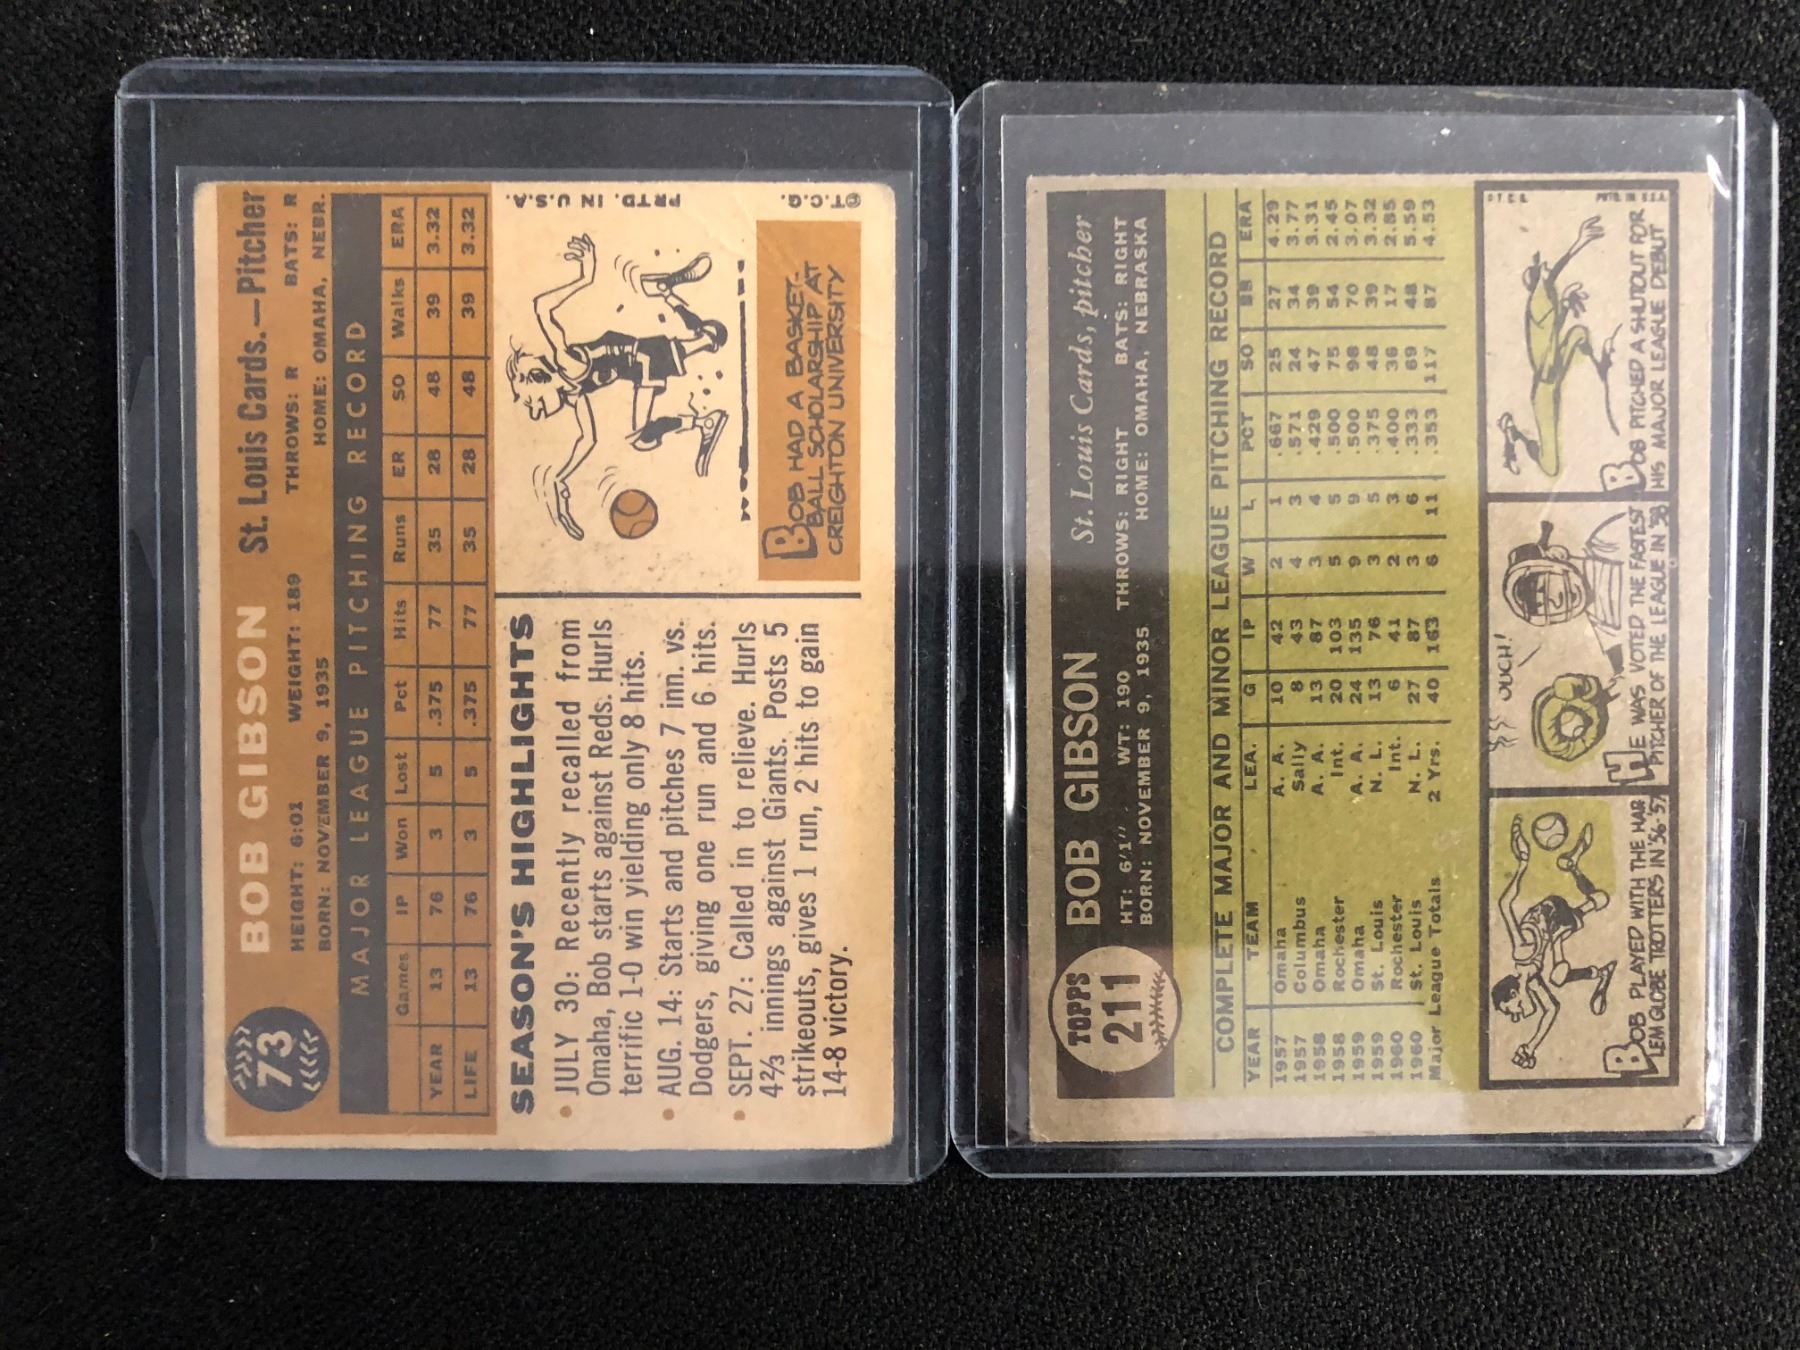 73
BOB GIBSON
St. Louis Cards.—Pitcher
HEIGHT: 6:01 WEIGHT: 189 THROWS: R BATS: R
BORN: NOVEMBER 9, 1935 HOME: OMAHA, NEBR.
MAJOR LEAGUE PITCHING RECORD
Games IP Won Lost Pct Hits Runs ER SO Walks ERA
YEAR 13 76 3 5 .375 77 35 28 48 39 3.32
LIFE 13 76 3 5 .375 77 35 28 48 39 3.32
SEASON'S HIGHLIGHTS
• JULY 30: Recently recalled from
Omaha, Bob starts against Reds. Hurls
terrific 1-0 win yielding only 8 hits.
• AUG. 14: Starts and pitches 7 inn. vs.
Dodgers, giving one run and 6 hits.
• SEPT. 27: Called in to relieve. Hurls
4⅔ innings against Giants. Posts 5
strikeouts, gives 1 run, 2 hits to gain
14-8 victory.
BOB HAD A BASKET-
BALL SCHOLARSHIP AT
CREIGHTON UNIVERSITY
© T.C.G. PRTD. IN U.S.A.
TOPPS
211
BOB GIBSON
St. Louis Cards, pitcher
HT: 6'1" WT: 190 THROWS: RIGHT BATS: RIGHT
BORN: NOVEMBER 9, 1935 HOME: OMAHA, NEBRASKA
COMPLETE MAJOR AND MINOR LEAGUE PITCHING RECORD
YEAR TEAM LEA. G IP W L PCT SO BB ERA
1957 Omaha A. A. 10 42 2 1 .667 25 27 4.29
1957 Columbus Sally 8 43 4 3 .571 24 34 3.77
1958 Omaha A. A. 13 87 3 4 .429 47 39 3.31
1958 Rochester Int. 20 103 5 5 .500 75 54 2.45
1959 Omaha A. A. 24 135 9 9 .500 98 70 3.07
1959 St. Louis N. L. 13 76 3 5 .375 48 39 3.32
1960 Rochester Int. 6 41 2 3 .400 36 17 2.85
1960 St. Louis N. L. 27 87 3 6 .333 69 48 5.59
Major League Totals 2 Yrs. 40 163 6 11 .353 117 87 4.53
BOB PLAYED WITH THE HAR
LEM GLOBE TROTTERS IN '56-'57
OUCH!
HE WAS VOTED THE FASTEST
PITCHER OF THE LEAGUE IN '58
BOB PITCHED A SHUTOUT FOR
HIS MAJOR LEAGUE DEBUT